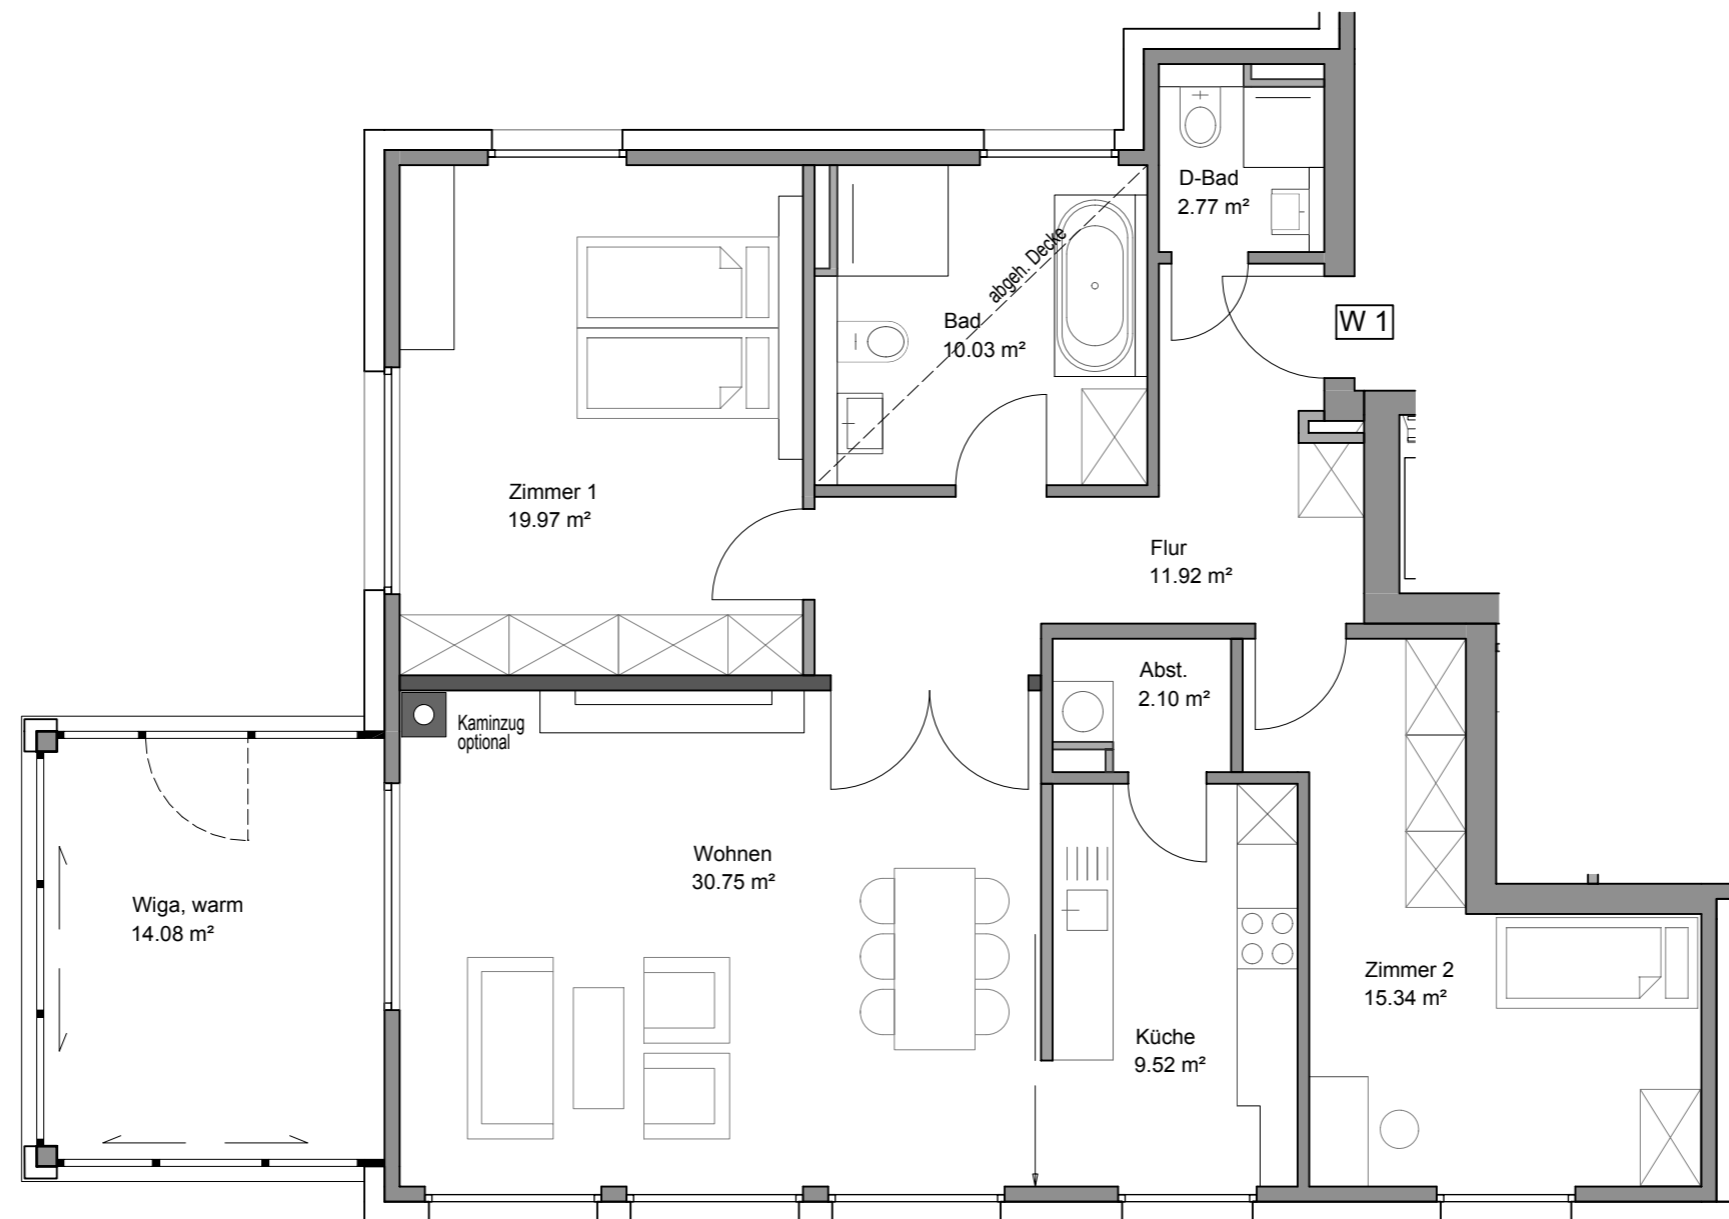 D-Bad
2.77 m²
W 1
abgeh. Decke
Bad
10.03 m²
Zimmer 1
19.97 m²
Flur
11.92 m²
Abst.
2.10 m²
Kaminzug
optional
Wohnen
30.75 m²
Wiga, warm
14.08 m²
Zimmer 2
15.34 m²
Küche
9.52 m²